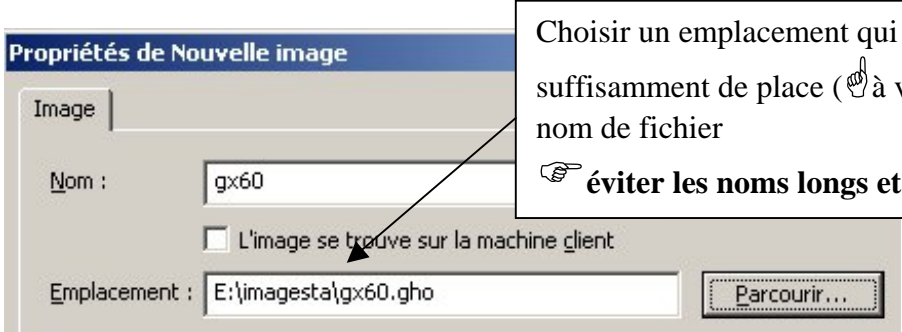 Choisir un emplacement qui
suffisamment de place (à v
nom de fichier
éviter les noms longs et
Propriétés de Nouvelle image
Image
Nom :
gx60
L'image se trouve sur la machine client
Emplacement :
E:\imagesta\gx60.gho
Parcourir...